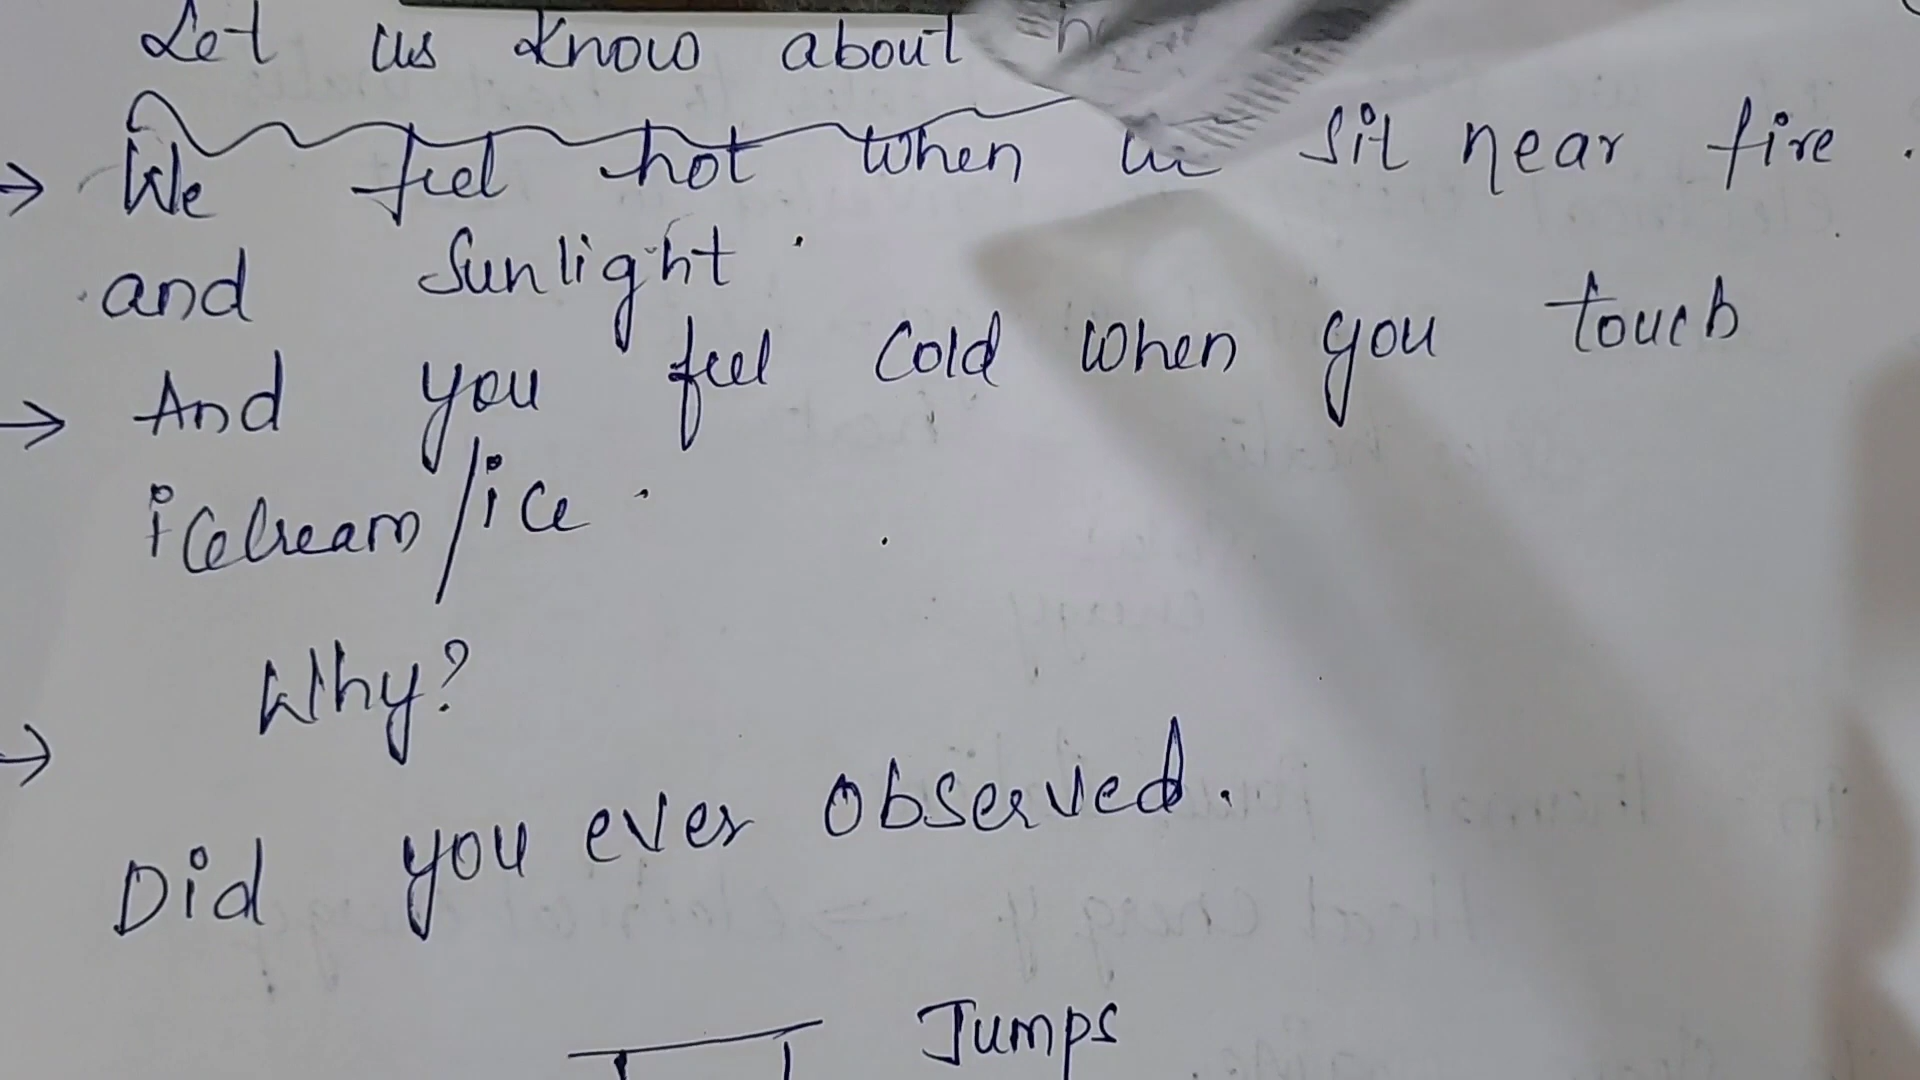 Let us know about
→ We feel hot when we sit near fire.
and Sunlight.
→ And you feel Cold when you touch
icecream/ice.
→ Why?
Did you ever observed.
Jumps